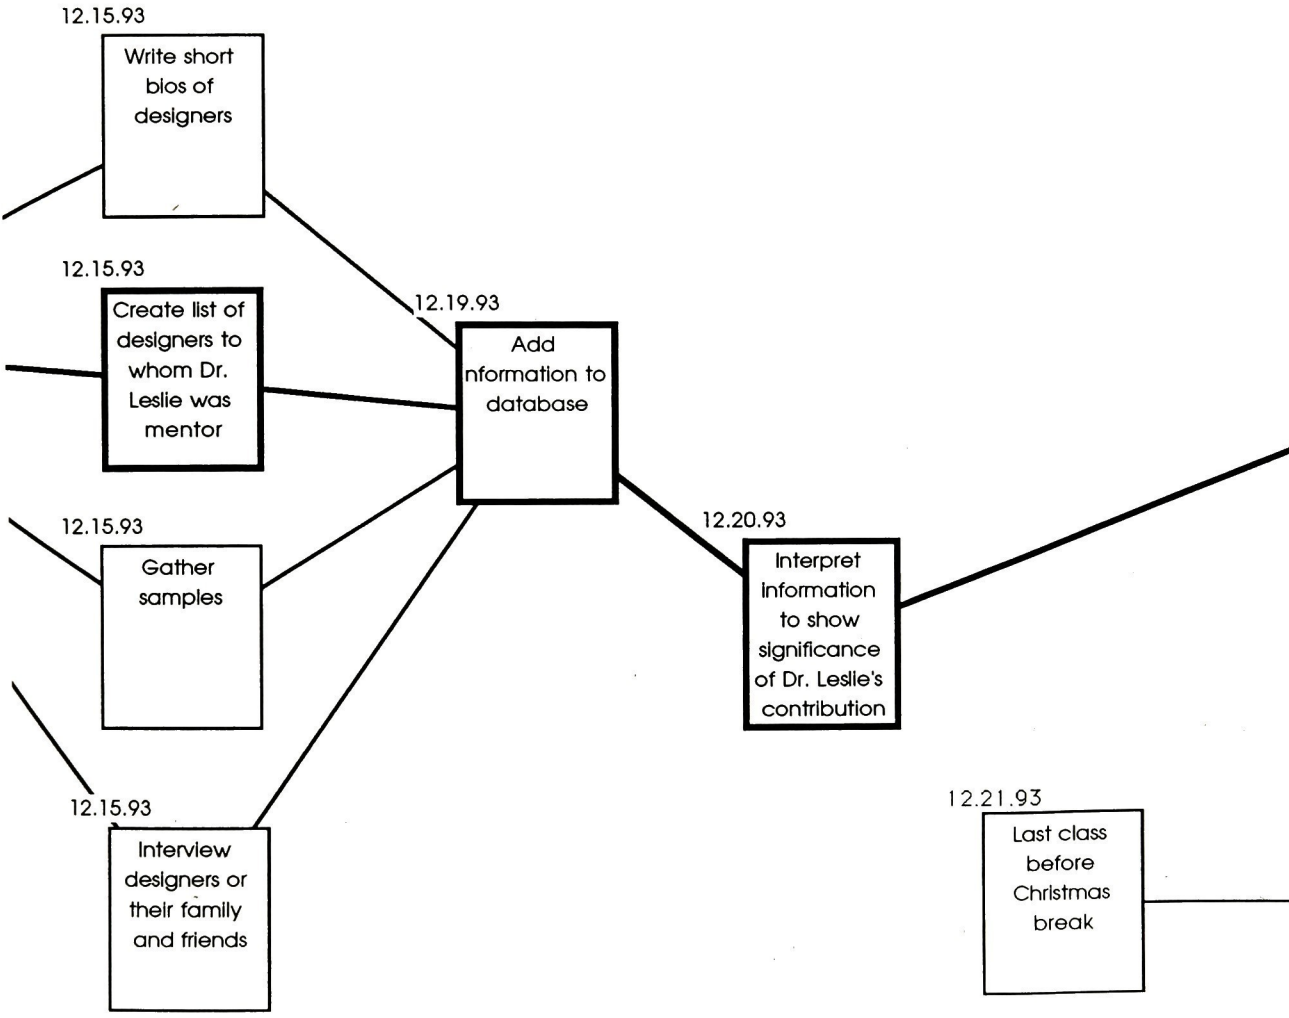 12.15.93
Write short
bios of
designers
12.15.93
Create list of
designers to
whom Dr.
Leslie was
mentor
12.15.93
Gather
samples
12.15.93
Interview
designers or
their family
and friends
12.19.93
Add
nformation to
database
12.20.93
Interpret
information
to show
significance
of Dr. Leslie's
contribution
12.21.93
Last class
before
Christmas
break